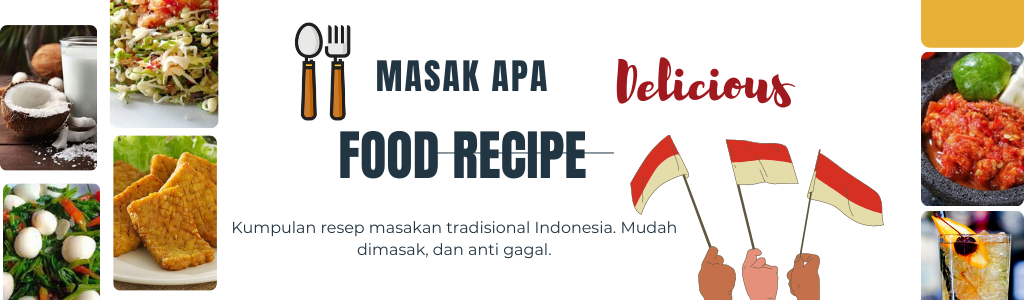 MASAK APA
Delicious
FOOD RECIPE
Kumpulan resep masakan tradisional Indonesia. Mudah
dimasak, dan anti gagal.